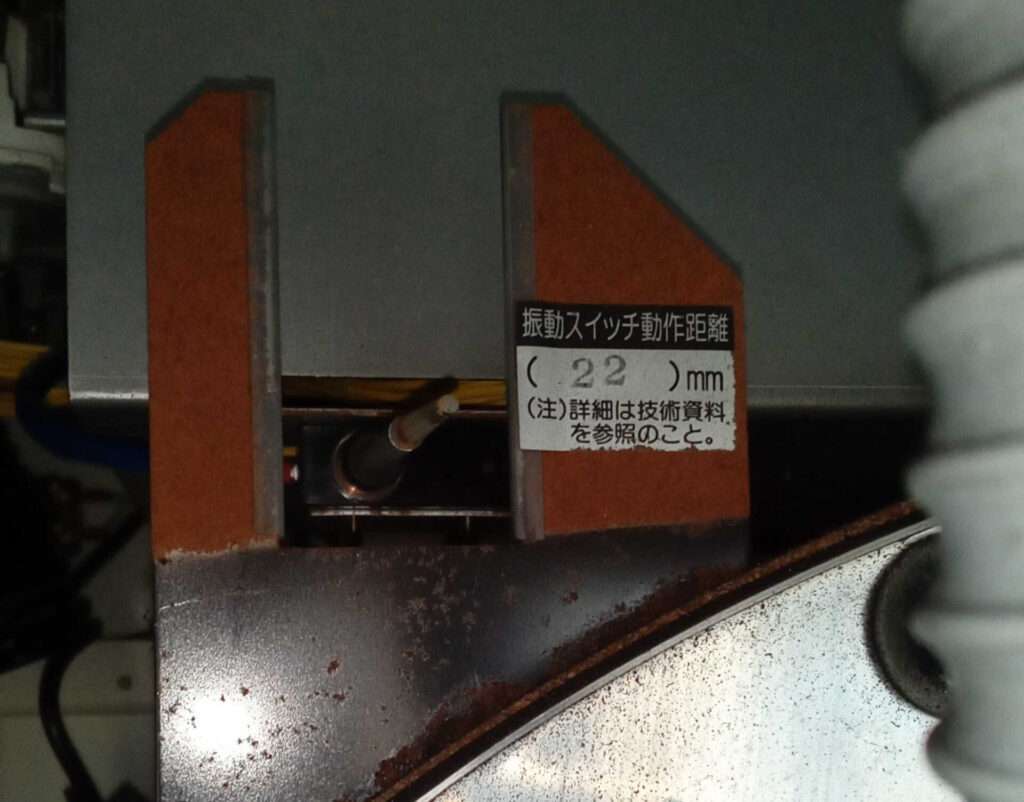 振動スイッチ動作距離
( 22 )mm
(注)詳細は技術資料
を参照のこと。